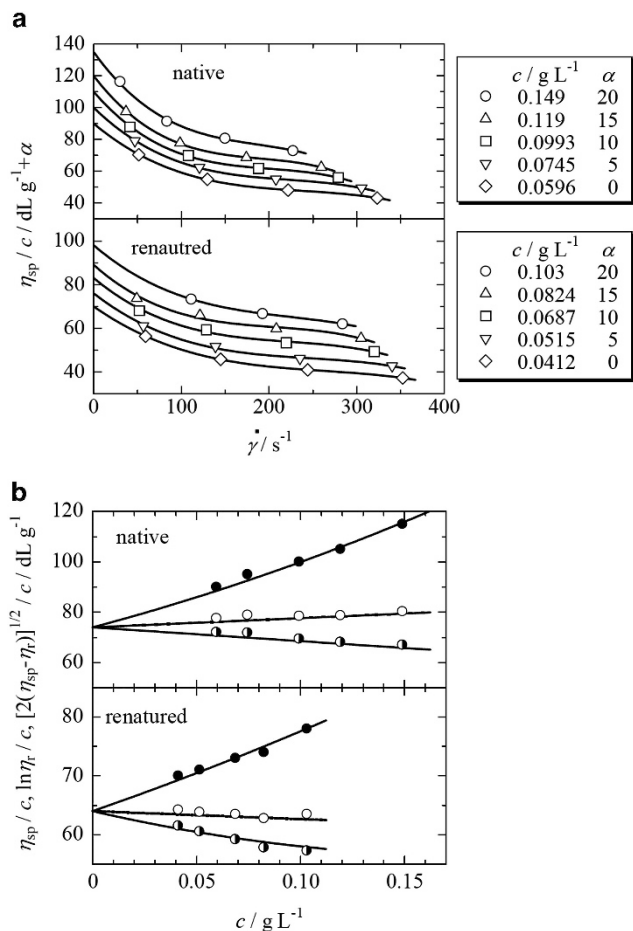 a
140
120
100
80
60
40
native
c / g L⁻¹ α
0.149 20
0.119 15
0.0993 10
0.0745 5
0.0596 0
100
80
60
40
renautred
c / g L⁻¹ α
0.103 20
0.0824 15
0.0687 10
0.0515 5
0.0412 0
ηsp / c / dL g⁻¹+α
0 100 200 300 400
γ̇ / s⁻¹
b
120
100
80
60
native
80
70
60
renatured
ηsp / c, lnηr / c, [2(ηsp-ηr)]¹/² / c / dL g⁻¹
0 0.05 0.10 0.15
c / g L⁻¹